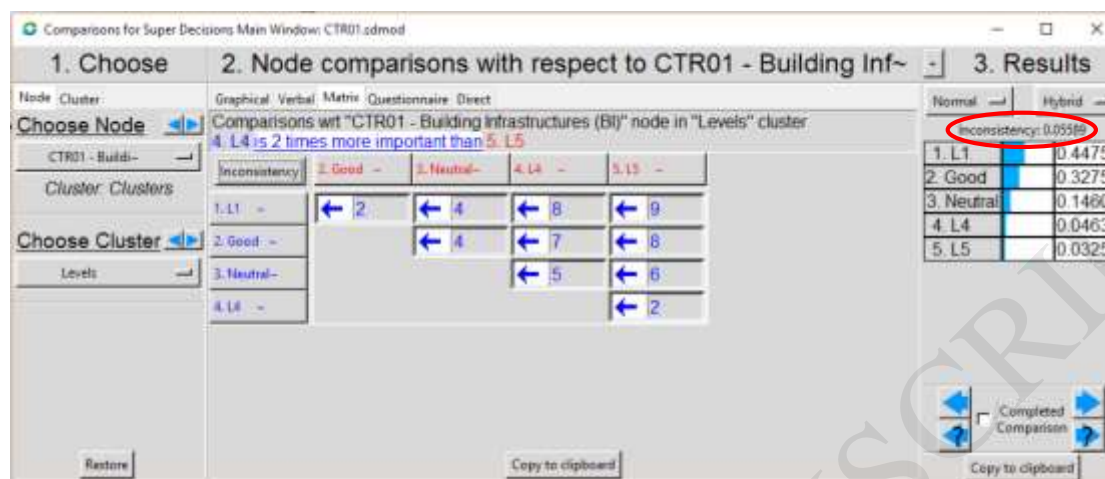 Comparisons for Super Decisions Main Window: CTR01.sdmod
1. Choose
2. Node comparisons with respect to CTR01 - Building Inf~
- 3. Results
Node Cluster
Graphical Verbal Matrix Questionnaire Direct
Normal Hybrid
Choose Node
Comparisons wrt "CTR01 - Building Infrastructures (BI)" node in "Levels" cluster
4. L4 is 2 times more important than 5. L5
Inconsistency: 0.05589
CTR01 - Buildi~
Cluster: Clusters
Inconsistency 2. Good ~ 3. Neutral~ 4. L4 ~ 5. L5 ~
1. L1 ~ 2 4 8 9
2. Good ~ 4 7 8
3. Neutral~ 5 6
4. L4 ~ 2
Choose Cluster
Levels
1. L1 0.4475
2. Good 0.3275
3. Neutral 0.1460
4. L4 0.0463
5. L5 0.0325
Completed
Comparison
Restore
Copy to clipboard
Copy to clipboard